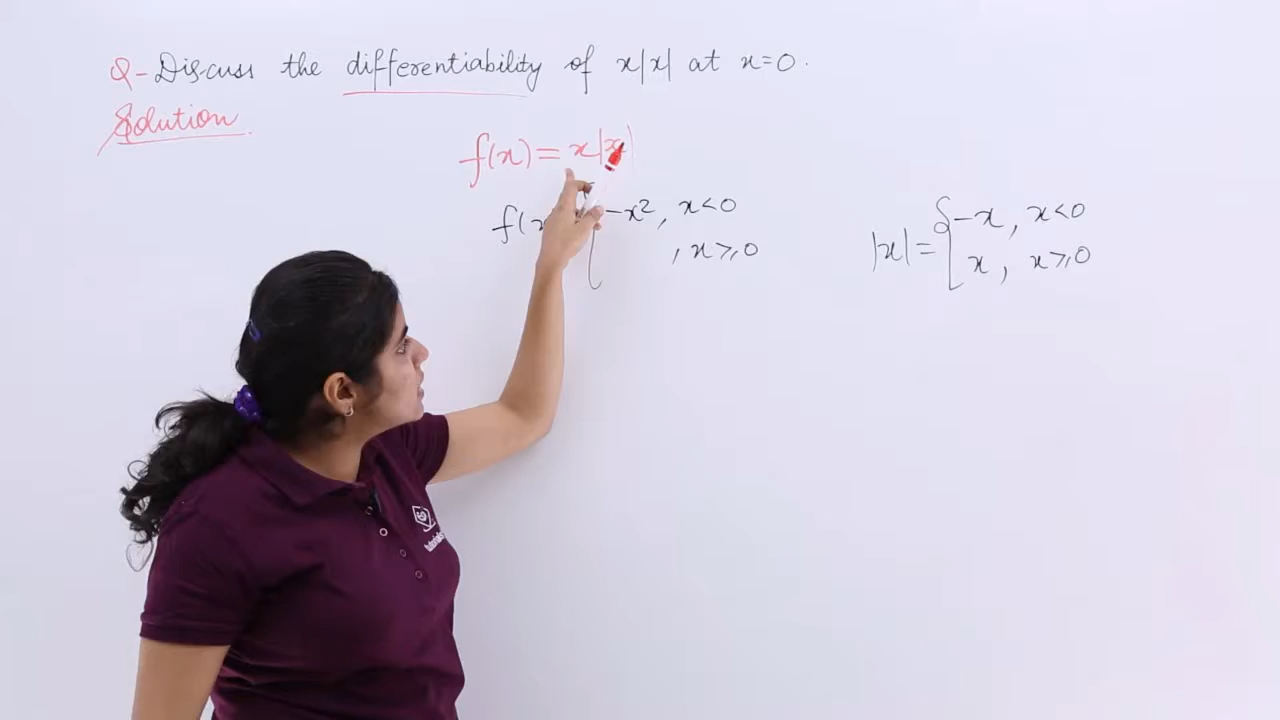 Q- Discuss the differentiability of x|x| at x=0.
Solution
f(x) = x|x|
f(x -x², x<0
, x≥0
|x| = { -x, x<0
x, x≥0